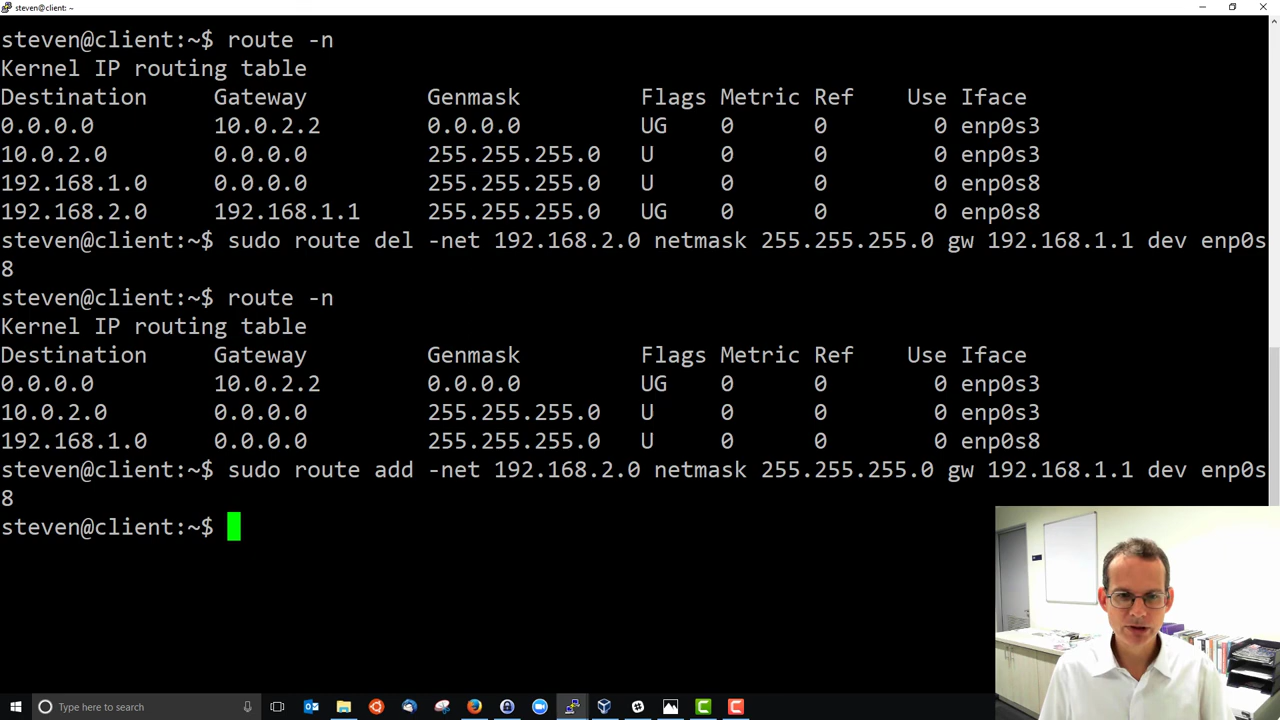 steven@client: ~
steven@client:~$ route -n
Kernel IP routing table
Destination Gateway Genmask Flags Metric Ref Use Iface
0.0.0.0 10.0.2.2 0.0.0.0 UG 0 0 0 enp0s3
10.0.2.0 0.0.0.0 255.255.255.0 U 0 0 0 enp0s3
192.168.1.0 0.0.0.0 255.255.255.0 U 0 0 0 enp0s8
192.168.2.0 192.168.1.1 255.255.255.0 UG 0 0 0 enp0s8
steven@client:~$ sudo route del -net 192.168.2.0 netmask 255.255.255.0 gw 192.168.1.1 dev enp0s
8
steven@client:~$ route -n
Kernel IP routing table
Destination Gateway Genmask Flags Metric Ref Use Iface
0.0.0.0 10.0.2.2 0.0.0.0 UG 0 0 0 enp0s3
10.0.2.0 0.0.0.0 255.255.255.0 U 0 0 0 enp0s3
192.168.1.0 0.0.0.0 255.255.255.0 U 0 0 0 enp0s8
steven@client:~$ sudo route add -net 192.168.2.0 netmask 255.255.255.0 gw 192.168.1.1 dev enp0s
8
steven@client:~$
Type here to search